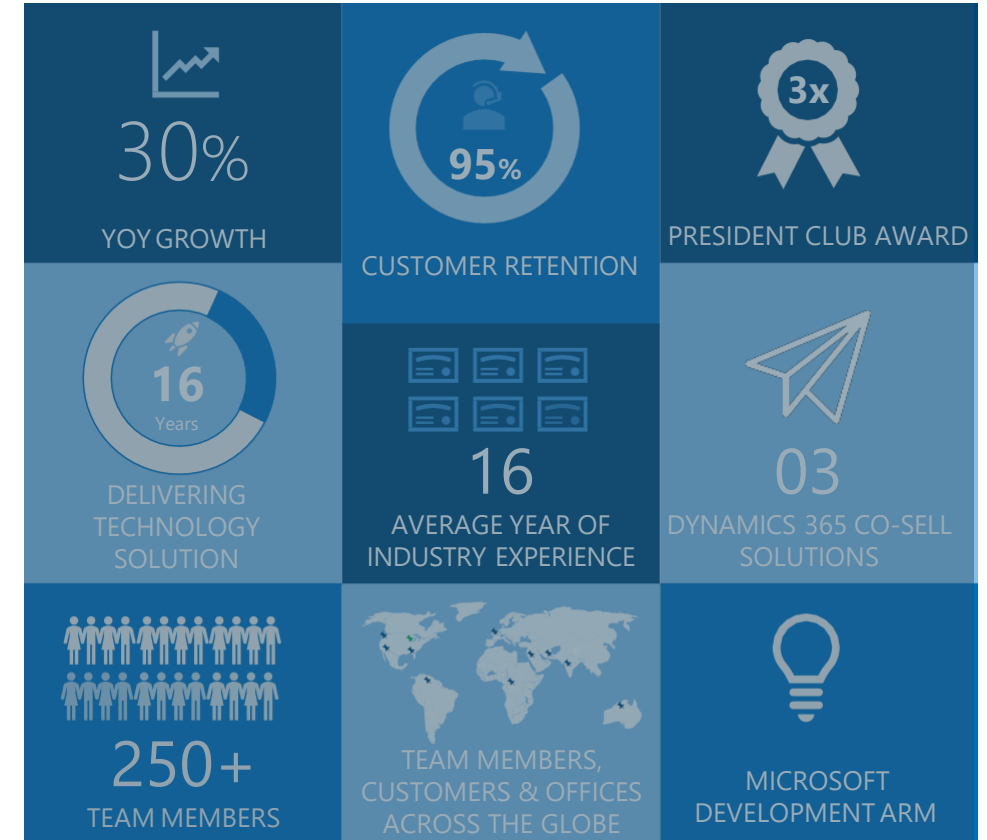 30%
YOY GROWTH
95%
CUSTOMER RETENTION
3x
PRESIDENT CLUB AWARD
16
Years
DELIVERING
TECHNOLOGY
SOLUTION
16
AVERAGE YEAR OF
INDUSTRY EXPERIENCE
03
DYNAMICS 365 CO-SELL
SOLUTIONS
250+
TEAM MEMBERS
TEAM MEMBERS,
CUSTOMERS & OFFICES
ACROSS THE GLOBE
MICROSOFT
DEVELOPMENT ARM